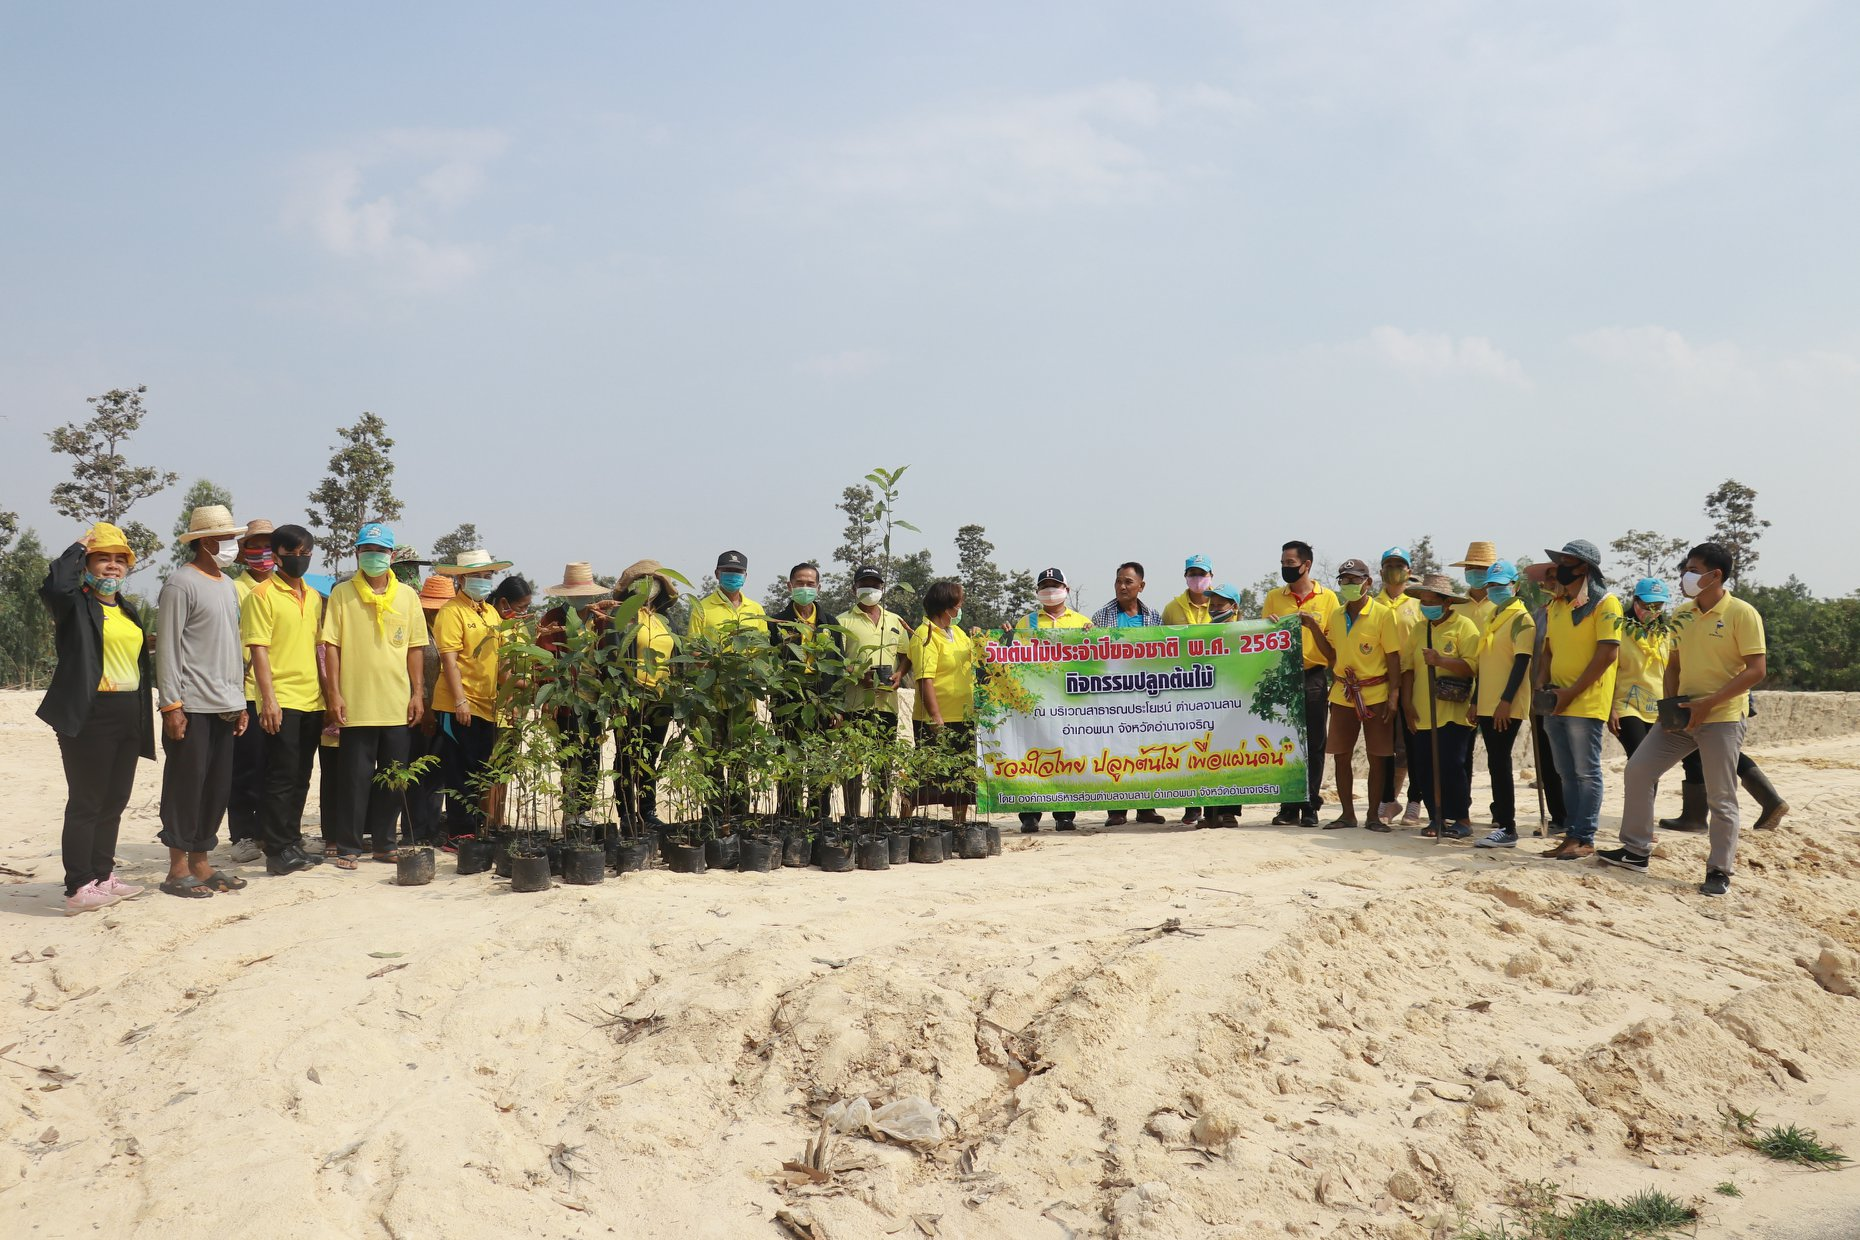 วันต้นไม้ประจำปีของชาติ พ.ศ. 2563
กิจกรรมปลูกต้นไม้
ณ บริเวณสาธารณประโยชน์ ตำบลจานลาน
อำเภอพนา จังหวัดอำนาจเจริญ
"รวมใจไทย ปลูกต้นไม้ เพื่อแผ่นดิน"
โดย องค์การบริหารส่วนตำบลจานลาน อำเภอพนา จังหวัดอำนาจเจริญ